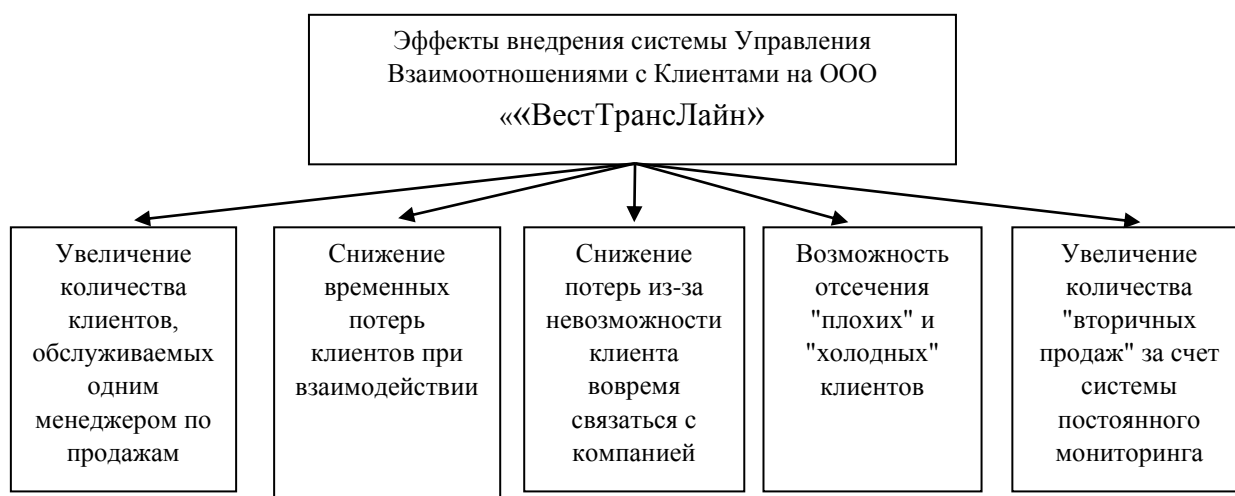 Эффекты внедрения системы Управления
Взаимоотношениями с Клиентами на ООО
««ВестТрансЛайн»
Увеличение
количества
клиентов,
обслуживаемых
одним
менеджером по
продажам
Снижение
временных
потерь
клиентов при
взаимодействии
Снижение
потерь из-за
невозможности
клиента
вовремя
связаться с
компанией
Возможность
отсечения
"плохих" и
"холодных"
клиентов
Увеличение
количества
"вторичных
продаж" за счет
системы
постоянного
мониторинга